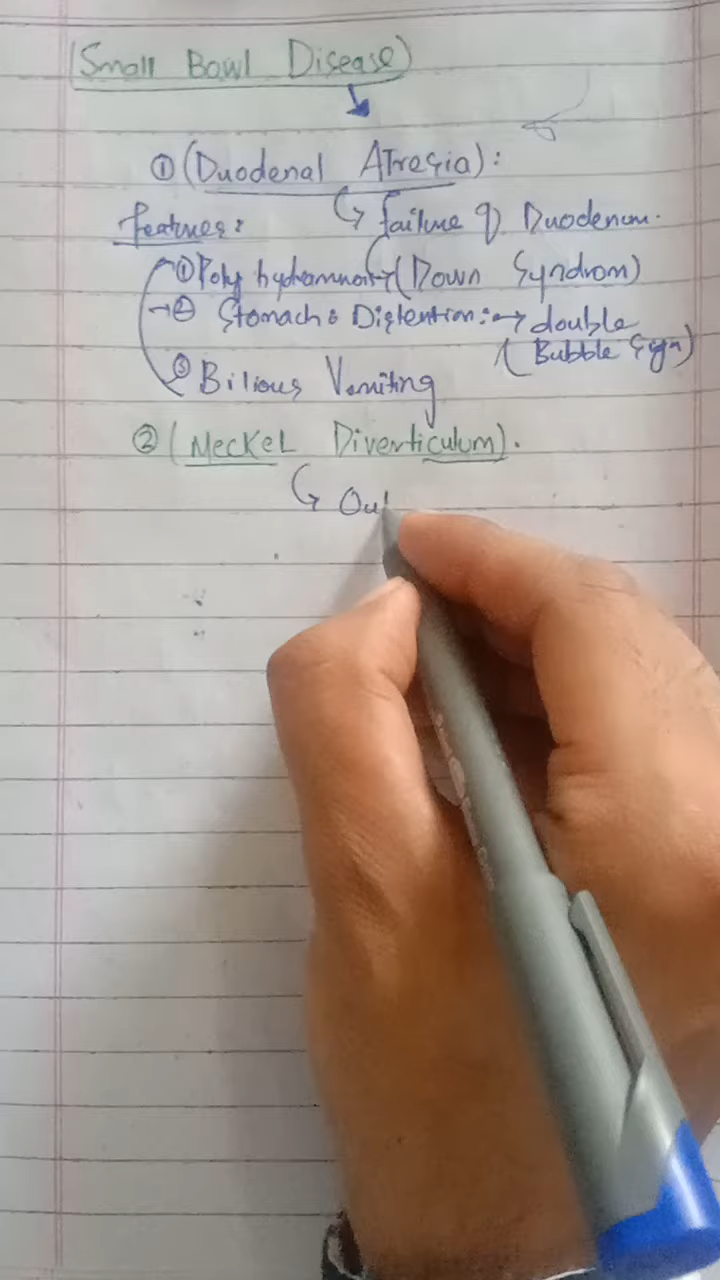 (Small Bowl Disease)
① (Duodenal Atresia):
Features:
failure of Duodenum.
① Poly hydramnois (Down Syndrom)
② Stomach: Distention: → double
(Bubble Sign)
③ Bilious Vomiting
② (Meckel Diverticulum).
Out